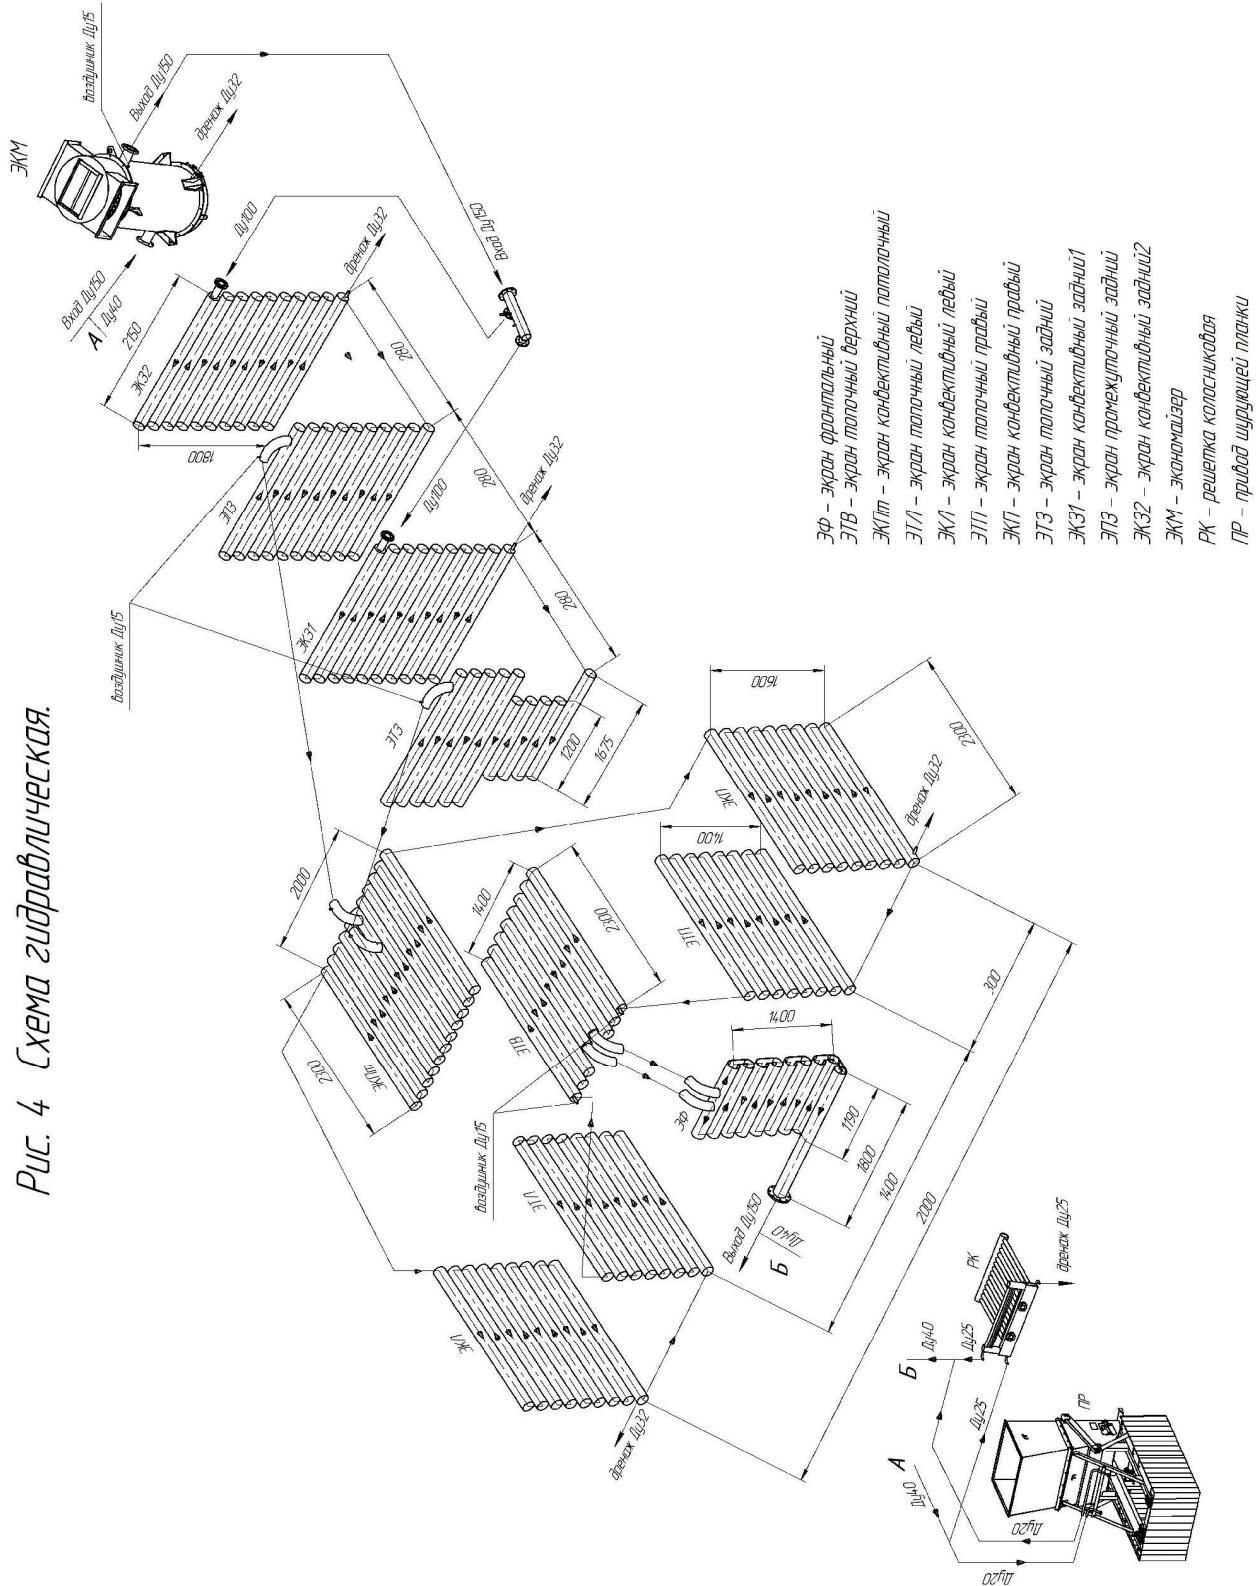 Рис. 4 Схема гидравлическая.
ЭКМ
воздушник Ду15
Выход Ду150
дренаж Ду32
Вход Ду150
А
Ду40
Ду100
дренаж Ду32
Вход Ду150
2150
ЭКЗ2
1800
280
ЭПЗ
280
Ду100
дренаж Ду32
воздушник Ду15
ЭКЗ1
280
ЭТЗ
1200
1675
2000
2300
ЭКПт
1400
2300
ЭТВ
1600
ЭКП
2300
дренаж Ду32
1400
ЭТП
300
воздушник Ду15
ЭФ
1400
1190
1800
1400
2000
ЭТЛ
Выход Ду150
Ду40
Б
ЭКЛ
дренаж Ду32
РК
дренаж Ду25
Б
Ду40
Ду25
Ду25
ПР
А
Ду40
Ду20
Ду20
ЭФ - экран фронтальный
ЭТВ - экран топочный верхний
ЭКПт - экран конвективный потолочный
ЭТЛ - экран топочный левый
ЭКЛ - экран конвективный левый
ЭТП - экран топочный правый
ЭКП - экран конвективный правый
ЭТЗ - экран топочный задний
ЭКЗ1 - экран конвективный задний1
ЭПЗ - экран промежуточный задний
ЭКЗ2 - экран конвективный задний2
ЭКМ - экономайзер
РК - решетка колосниковая
ПР - привод шурующей планки